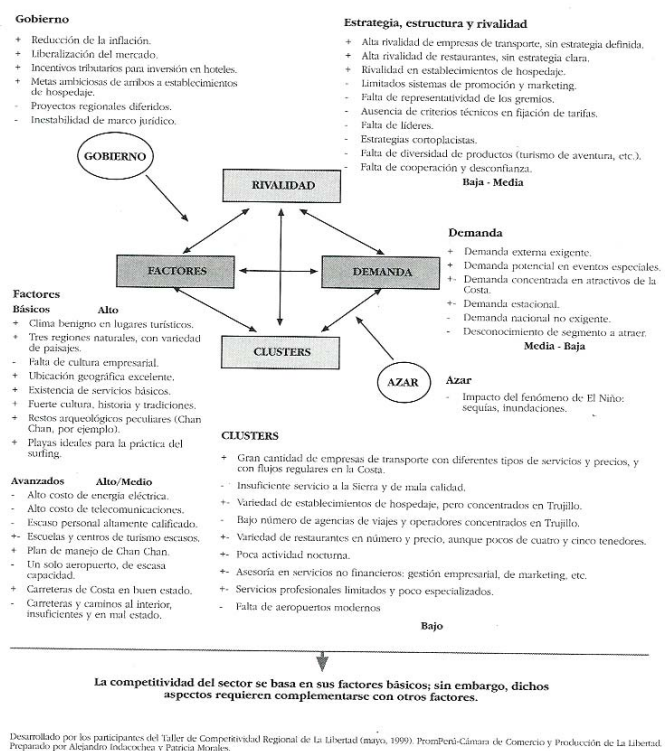 Gobierno
+ Reducción de la inflación.
+ Liberalización del mercado.
+ Incentivos tributarios para inversión en hoteles.
+ Metas ambiciosas de arribos a establecimientos
de hospedaje.
- Proyectos regionales diferidos.
- Inestabilidad de marco jurídico.
Estrategia, estructura y rivalidad
+ Alta rivalidad de empresas de transporte, sin estrategia definida.
+ Alta rivalidad de restaurantes, sin estrategia clara.
+ Rivalidad en establecimientos de hospedaje.
- Limitados sistemas de promoción y marketing.
- Falta de representatividad de los gremios.
- Ausencia de criterios técnicos en fijación de tarifas.
- Falta de líderes.
- Estrategias cortoplacistas.
- Falta de diversidad de productos (turismo de aventura, etc.).
- Falta de cooperación y desconfianza.
Baja - Media
GOBIERNO
RIVALIDAD
FACTORES
DEMANDA
CLUSTERS
AZAR
Demanda
+ Demanda externa exigente.
+ Demanda potencial en eventos especiales.
+- Demanda concentrada en atractivos de la
Costa.
+- Demanda estacional.
- Demanda nacional no exigente.
- Desconocimiento de segmento a atraer.
Media - Baja
Azar
- Impacto del fenómeno de El Niño:
sequías, inundaciones.
Factores
Básicos Alto
+ Clima benigno en lugares turísticos.
+ Tres regiones naturales, con variedad
de paisajes.
- Falta de cultura empresarial.
+ Ubicación geográfica excelente.
+ Existencia de servicios básicos.
+ Fuerte cultura, historia y tradiciones.
+ Restos arqueológicos peculiares (Chan
Chan, por ejemplo).
+ Playas ideales para la práctica del
surfing.
Avanzados Alto/Medio
- Alto costo de energía eléctrica.
- Alto costo de telecomunicaciones.
- Escaso personal altamente calificado.
+- Escuelas y centros de turismo escasos.
+ Plan de manejo de Chan Chan.
- Un solo aeropuerto, de escasa
capacidad.
+ Carreteras de Costa en buen estado.
- Carreteras y caminos al interior,
insuficientes y en mal estado.
CLUSTERS
+ Gran cantidad de empresas de transporte con diferentes tipos de servicios y precios, y
con flujos regulares en la Costa.
- Insuficiente servicio a la Sierra y de mala calidad.
+- Variedad de establecimientos de hospedaje, pero concentrados en Trujillo.
- Bajo número de agencias de viajes y operadores concentrados en Trujillo.
+- Variedad de restaurantes en número y precio, aunque pocos de cuatro y cinco tenedores.
+- Poca actividad nocturna.
+- Asesoría en servicios no financieros: gestión empresarial, de marketing, etc.
+- Servicios profesionales limitados y poco especializados.
- Falta de aeropuertos modernos
Bajo
La competitividad del sector se basa en sus factores básicos; sin embargo, dichos
aspectos requieren complementarse con otros factores.
Desarrollado por los participantes del Taller de Competitividad Regional de La Libertad (mayo, 1999). PromPerú-Cámara de Comercio y Producción de La Libertad
Preparado por Alejandro Indacochea y Patricia Morales.